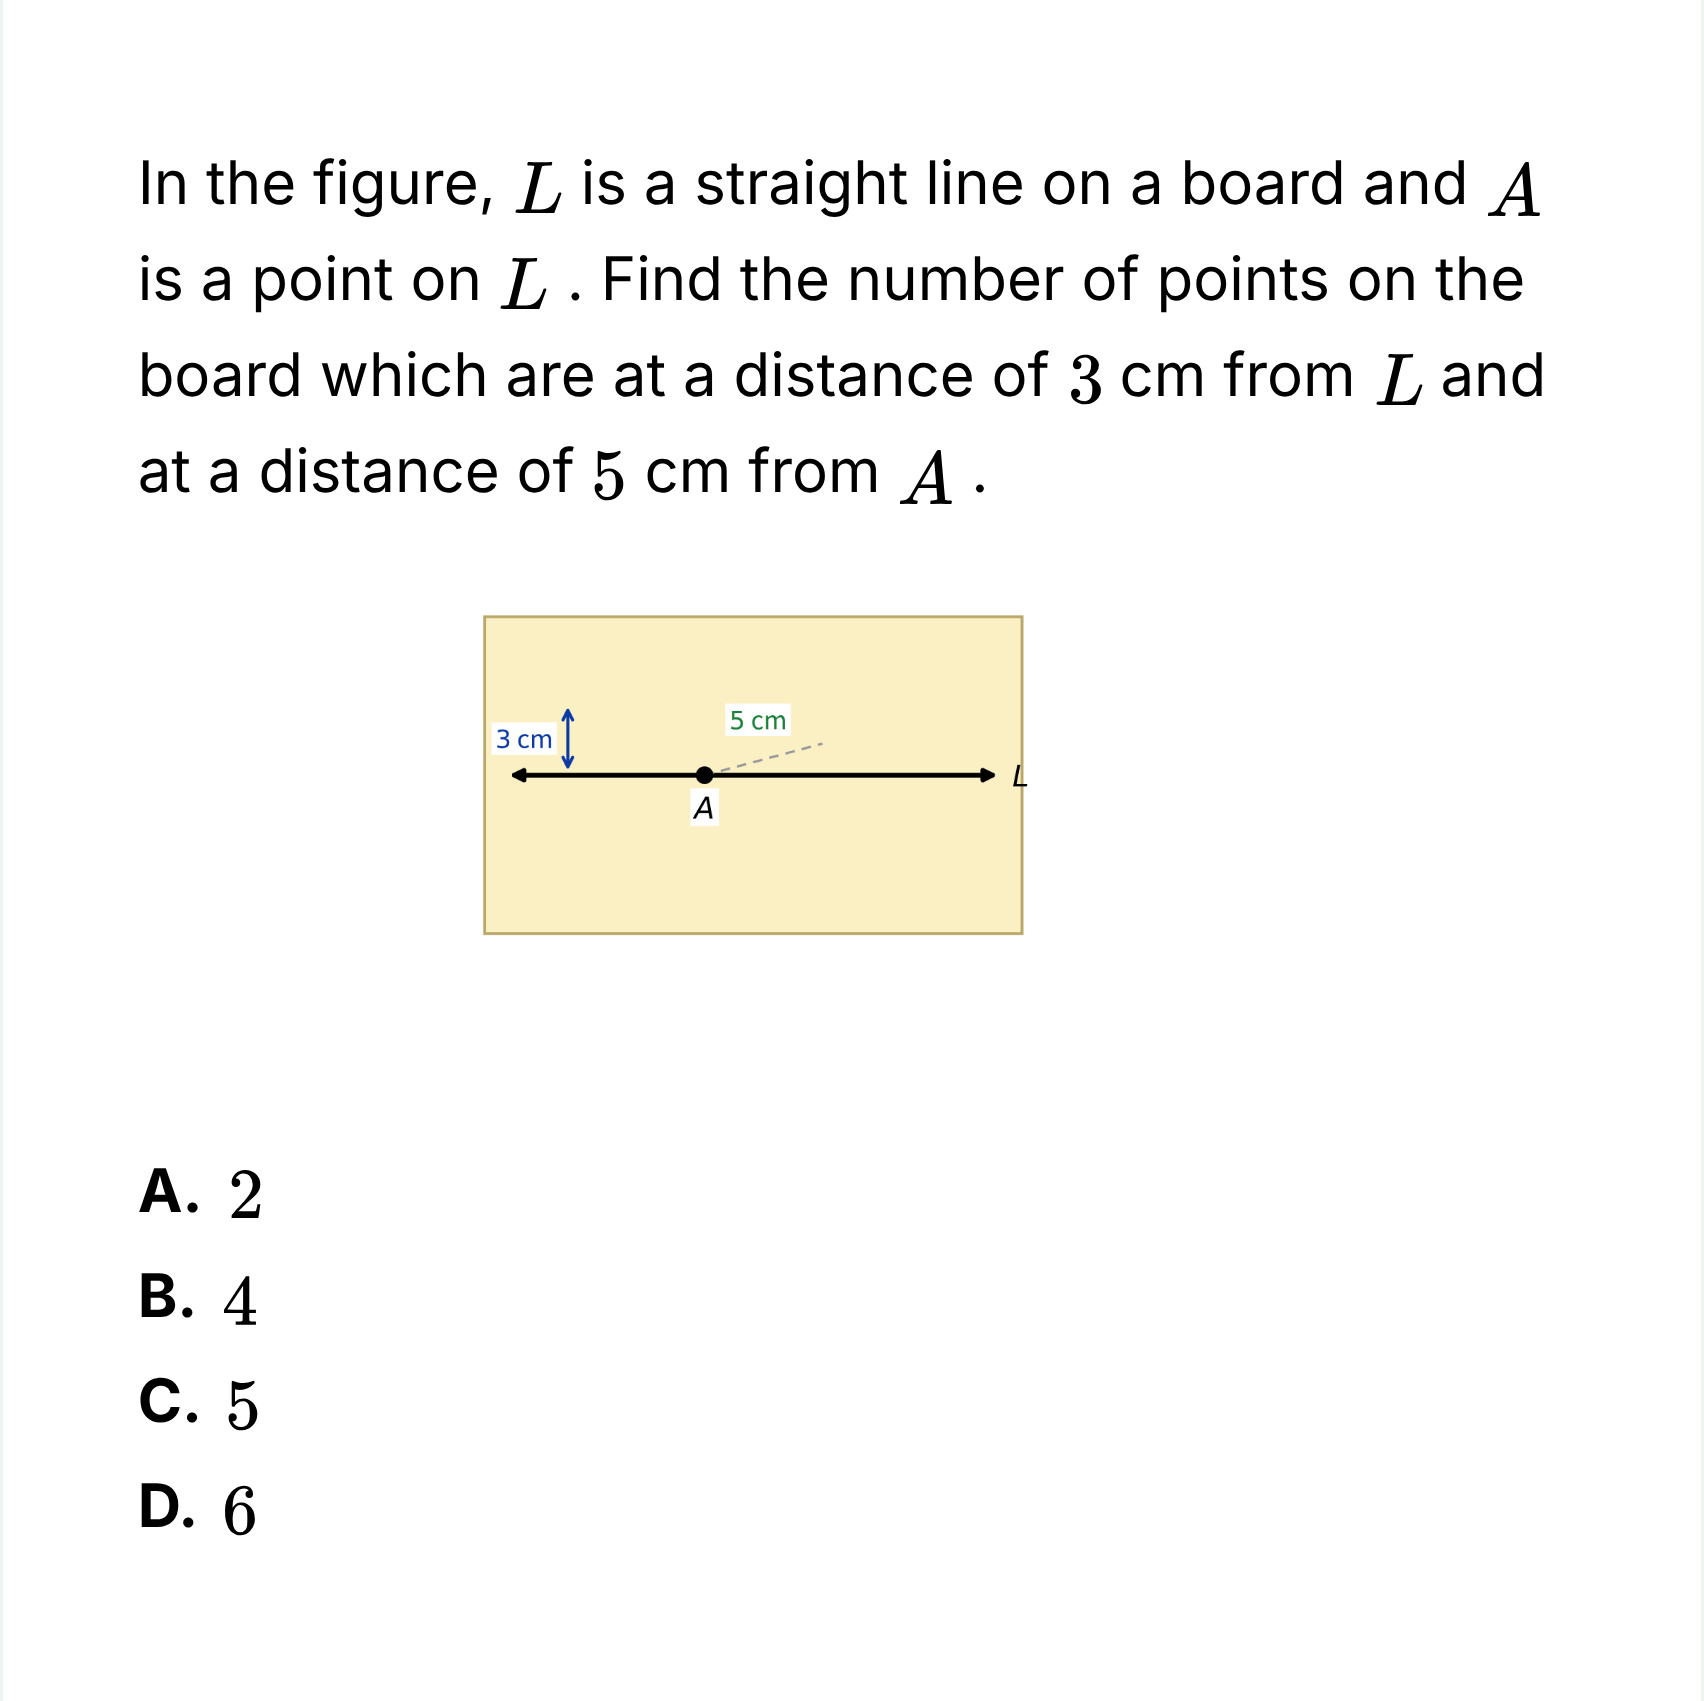 In the figure, L is a straight line on a board and A
is a point on L . Find the number of points on the
board which are at a distance of 3 cm from L and
at a distance of 5 cm from A .
5 cm
3 cm
L
A
A. 2
B. 4
C. 5
D. 6